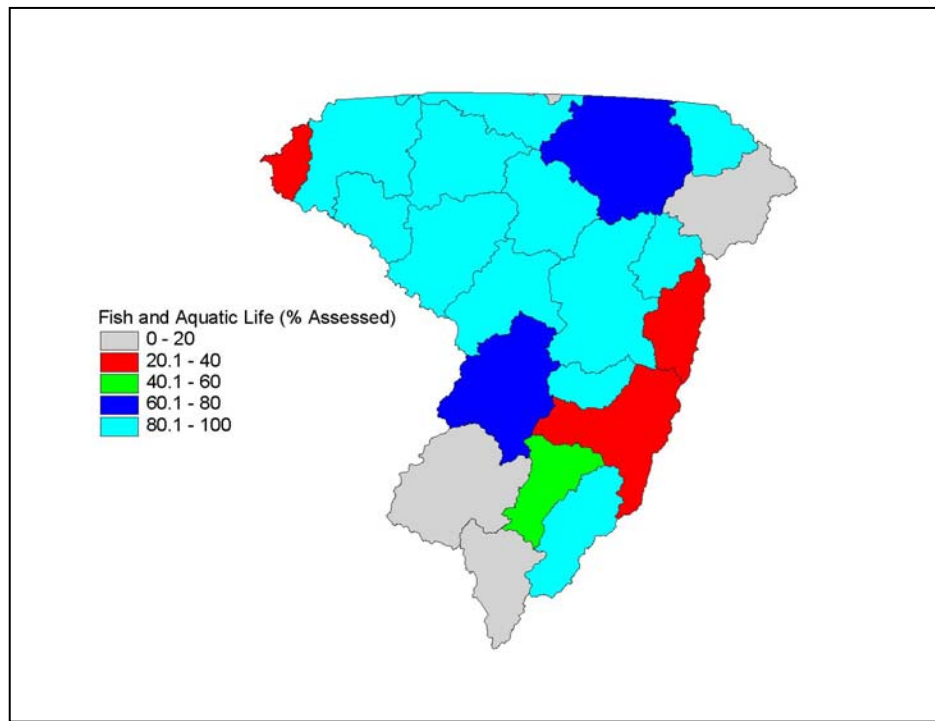 Fish and Aquatic Life (% Assessed)
0 - 20
20.1 - 40
40.1 - 60
60.1 - 80
80.1 - 100